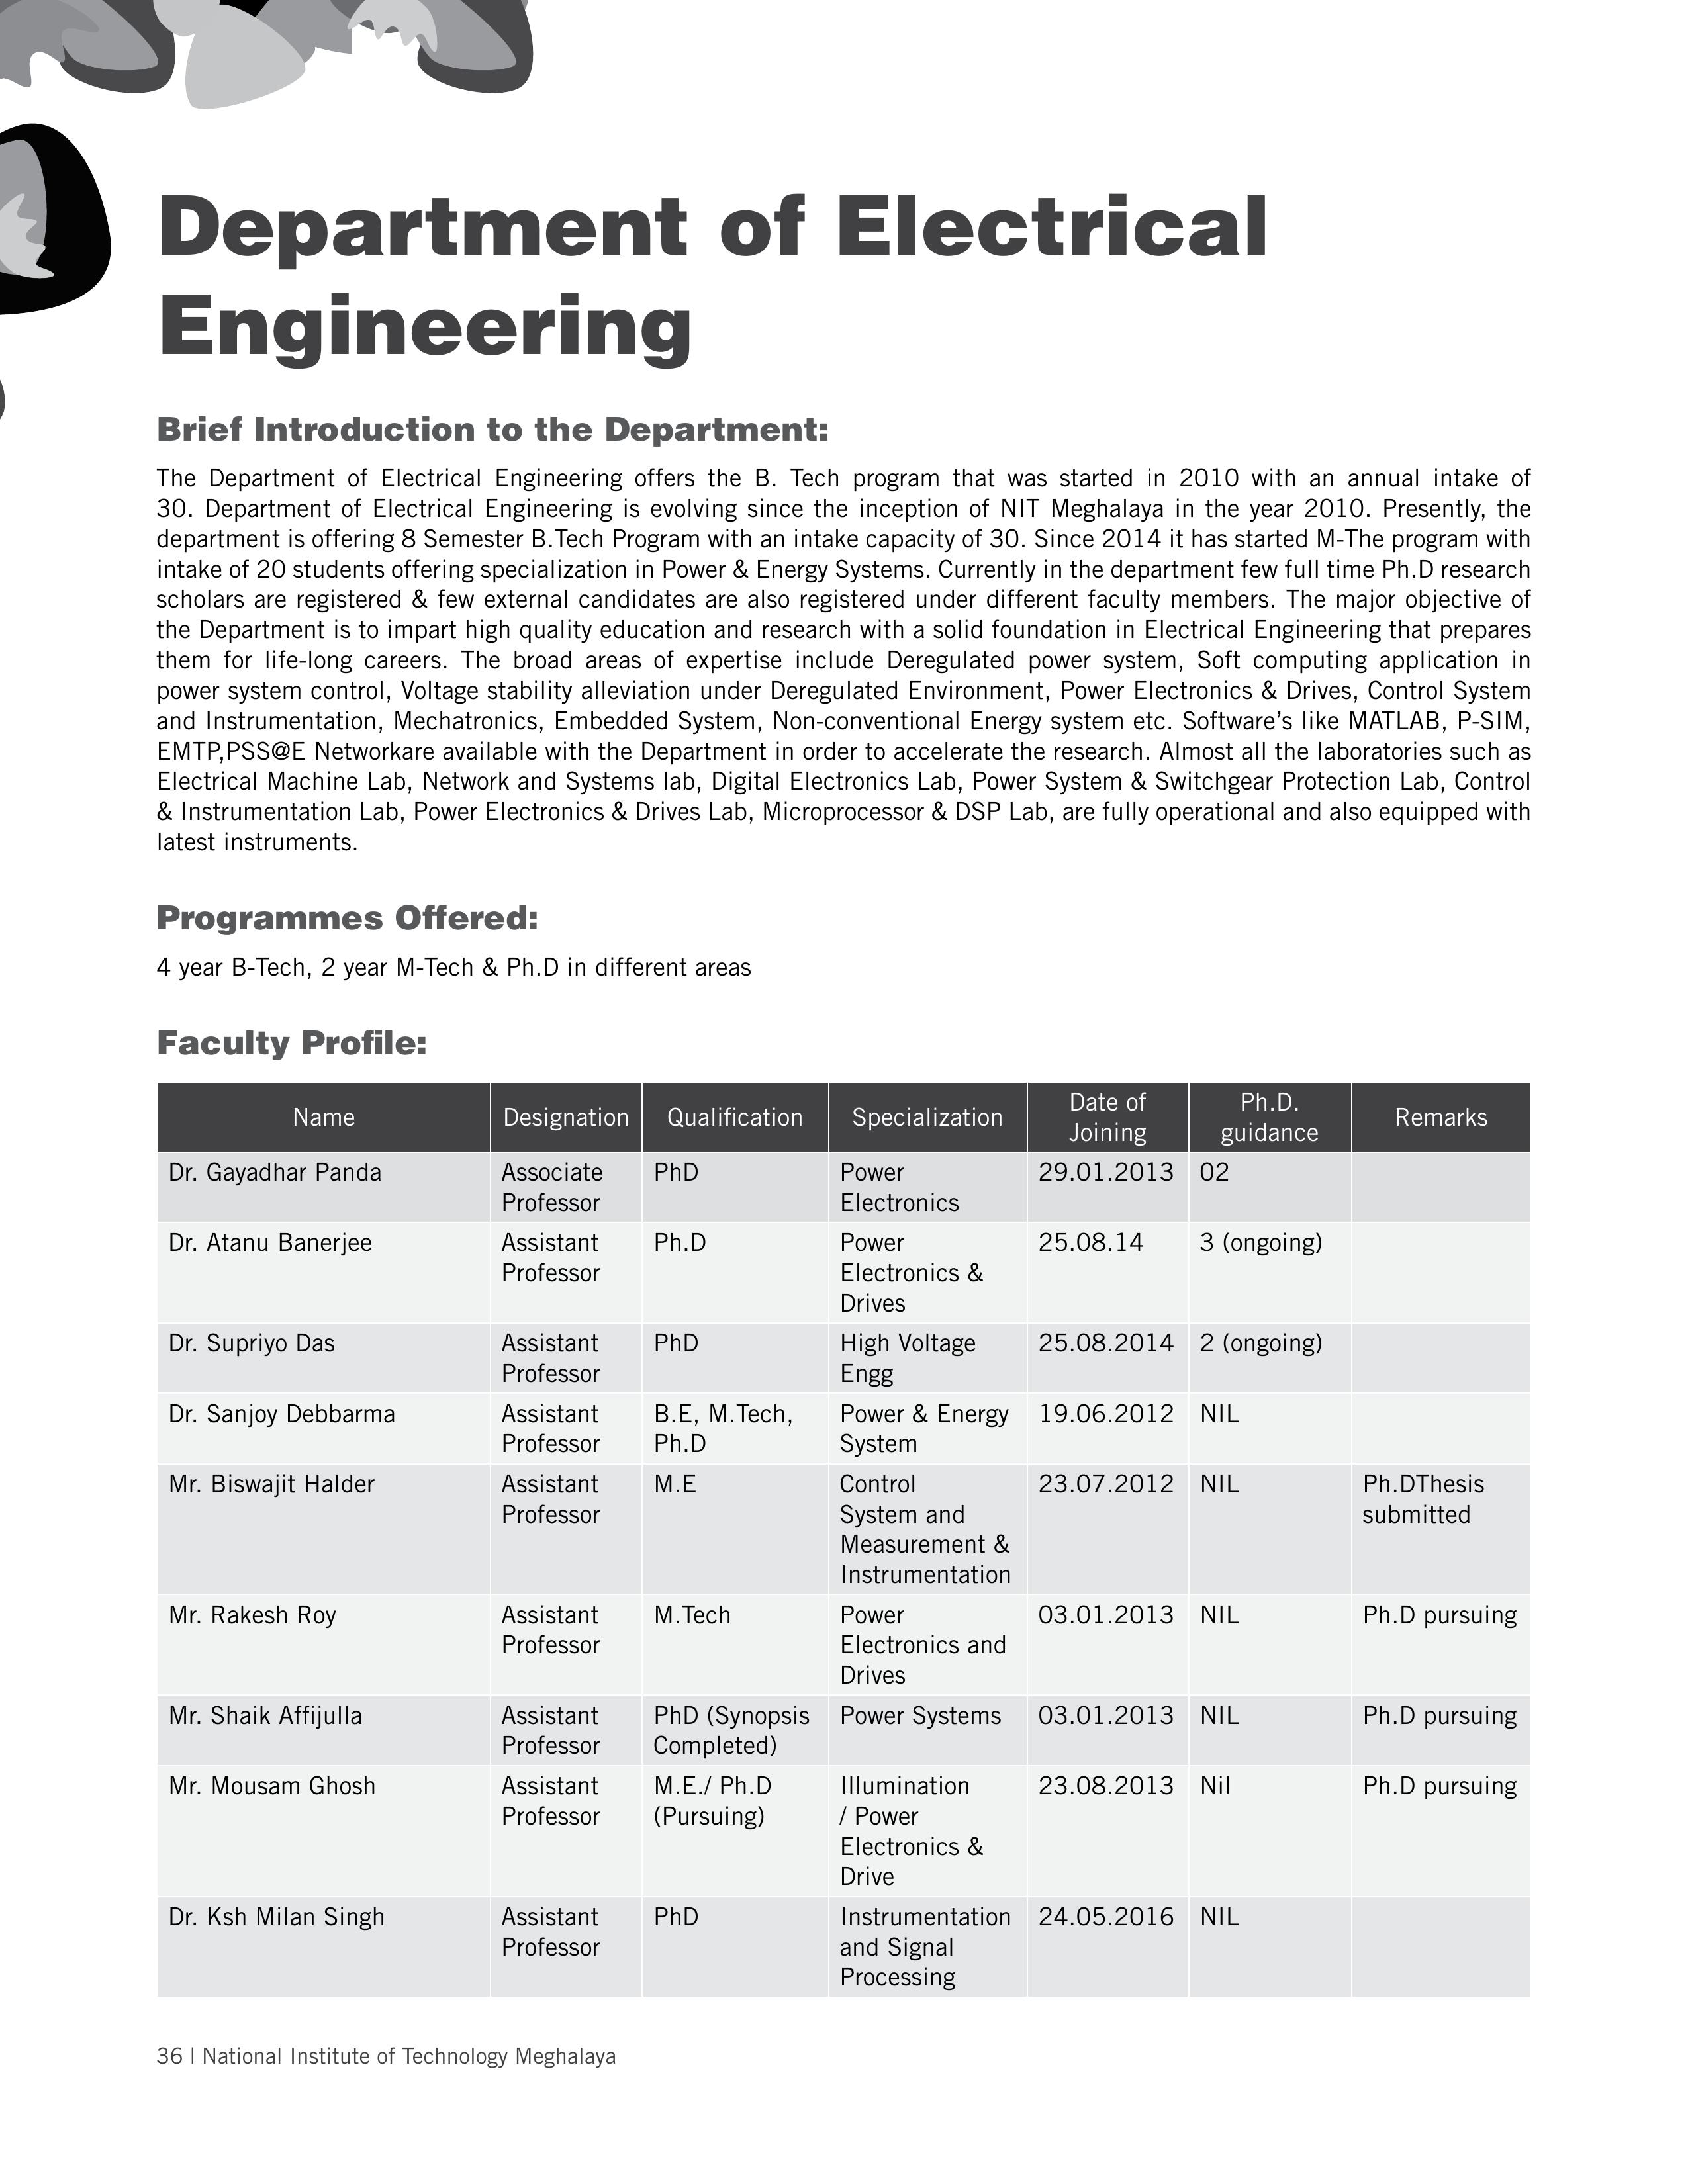 Department of Electrical
Engineering
Brief Introduction to the Department:
The Department of Electrical Engineering offers the B. Tech program that was started in 2010 with an annual intake of
30. Department of Electrical Engineering is evolving since the inception of NIT Meghalaya in the year 2010. Presently, the
department is offering 8 Semester B.Tech Program with an intake capacity of 30. Since 2014 it has started M-The program with
intake of 20 students offering specialization in Power & Energy Systems. Currently in the department few full time Ph.D research
scholars are registered & few external candidates are also registered under different faculty members. The major objective of
the Department is to impart high quality education and research with a solid foundation in Electrical Engineering that prepares
them for life-long careers. The broad areas of expertise include Deregulated power system, Soft computing application in
power system control, Voltage stability alleviation under Deregulated Environment, Power Electronics & Drives, Control System
and Instrumentation, Mechatronics, Embedded System, Non-conventional Energy system etc. Software's like MATLAB, P-SIM,
EMTP,PSS@E Networkare available with the Department in order to accelerate the research. Almost all the laboratories such as
Electrical Machine Lab, Network and Systems lab, Digital Electronics Lab, Power System & Switchgear Protection Lab, Control
& Instrumentation Lab, Power Electronics & Drives Lab, Microprocessor & DSP Lab, are fully operational and also equipped with
latest instruments.
Programmes Offered:
4 year B-Tech, 2 year M-Tech & Ph.D in different areas
Faculty Profile:
Name Designation Qualification Specialization Date of Joining Ph.D. guidance Remarks
Dr. Gayadhar Panda Associate PhD Power 29.01.2013 02
Professor Electronics
Dr. Atanu Banerjee Assistant Ph.D Power 25.08.14 3 (ongoing)
Professor Electronics &
Drives
Dr. Supriyo Das Assistant PhD High Voltage 25.08.2014 2 (ongoing)
Professor Engg
Dr. Sanjoy Debbarma Assistant B.E, M.Tech, Power & Energy 19.06.2012 NIL
Professor Ph.D System
Mr. Biswajit Halder Assistant M.E Control 23.07.2012 NIL Ph.DThesis
Professor System and submitted
Measurement &
Instrumentation
Mr. Rakesh Roy Assistant M.Tech Power 03.01.2013 NIL Ph.D pursuing
Professor Electronics and
Drives
Mr. Shaik Affijulla Assistant PhD (Synopsis Power Systems 03.01.2013 NIL Ph.D pursuing
Professor Completed)
Mr. Mousam Ghosh Assistant M.E./ Ph.D Illumination 23.08.2013 Nil Ph.D pursuing
Professor (Pursuing) / Power
Electronics &
Drive
Dr. Ksh Milan Singh Assistant PhD Instrumentation 24.05.2016 NIL
Professor and Signal
Processing
36 | National Institute of Technology Meghalaya